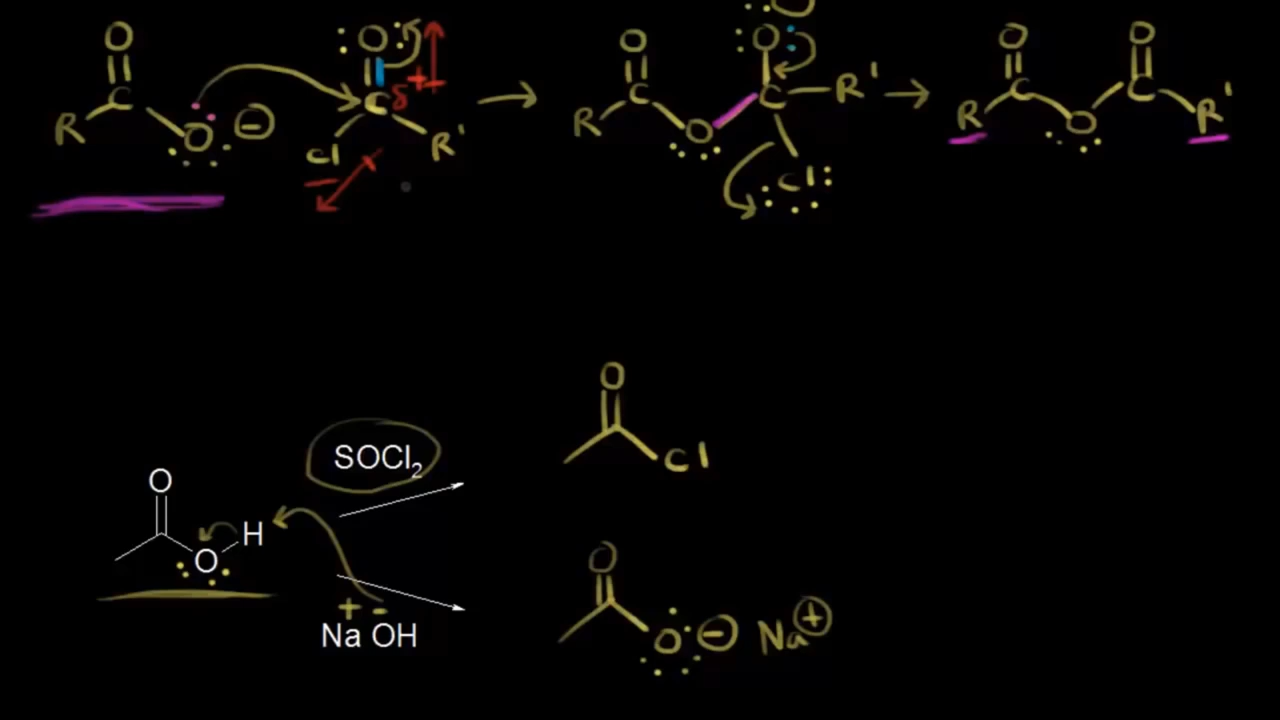 O O O O O
R C O ⊖ Cl C δ+ R' R C O C R' Cl R C O C R'
O
SOCl2 Cl
O
H
O
O
+ -
Na OH O ⊖ Na⊕